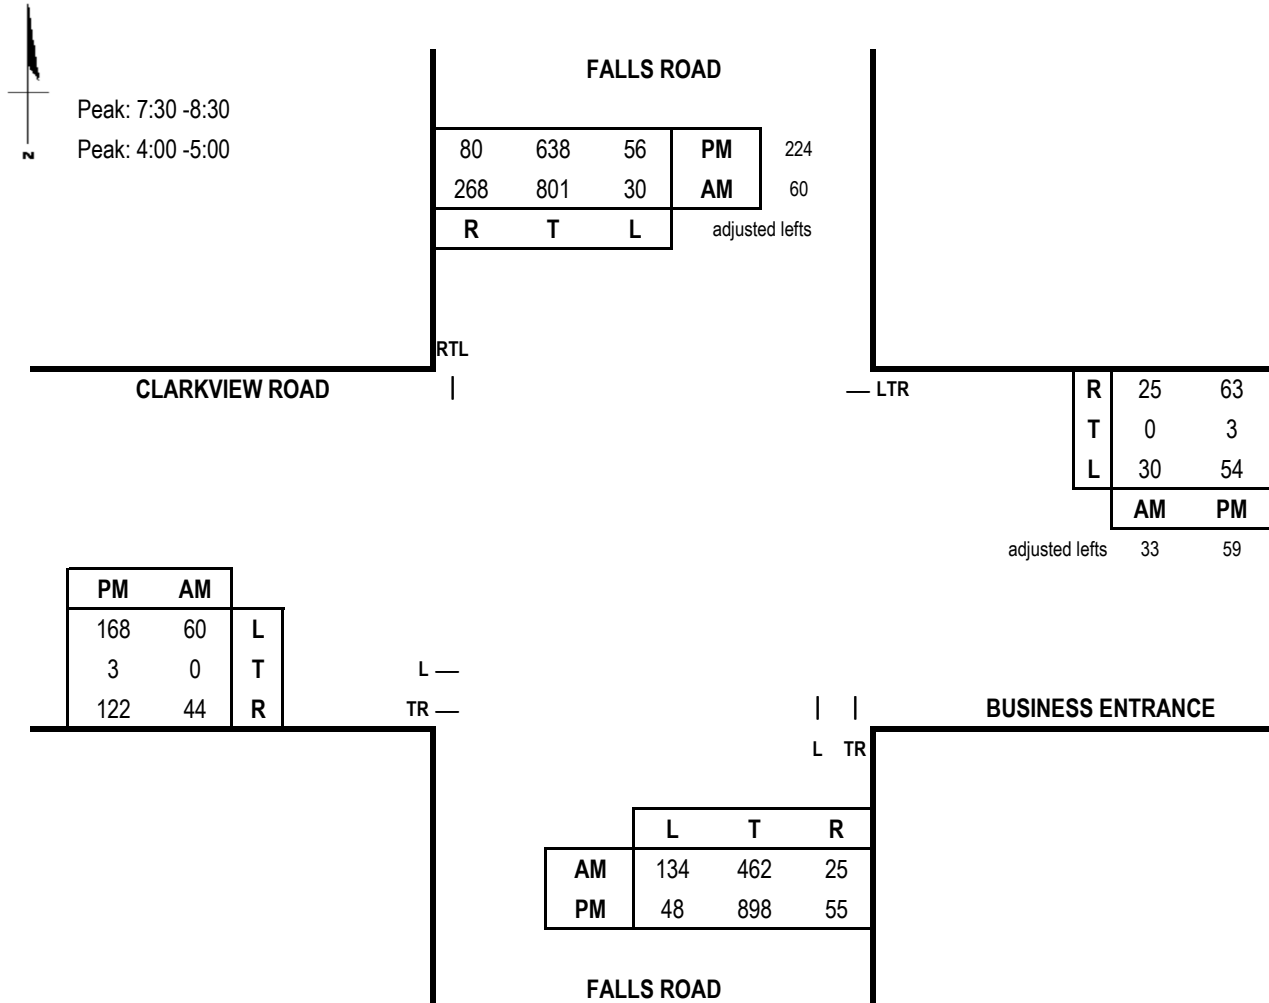 FALLS ROAD
Peak: 7:30 -8:30
Peak: 4:00 -5:00
N
80 638 56 PM 224
268 801 30 AM 60
R T L adjusted lefts
RTL
CLARKVIEW ROAD
LTR
R 25 63
T 0 3
L 30 54
AM PM
adjusted lefts 33 59
PM AM
168 60 L
3 0 T
122 44 R
L
TR
BUSINESS ENTRANCE
L TR
L T R
AM 134 462 25
PM 48 898 55
FALLS ROAD